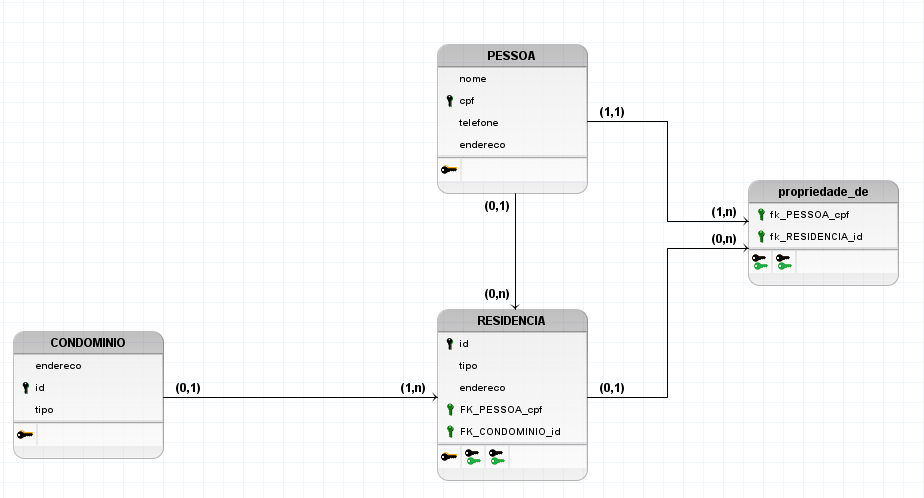 PESSOA
nome
cpf
telefone
endereco
(1,1)
(0,1)
(1,n)
propriedade_de
fk_PESSOA_cpf
fk_RESIDENCIA_id
(0,n)
(0,n)
RESIDENCIA
id
tipo
endereco
FK_PESSOA_cpf
FK_CONDOMINIO_id
(0,1)
CONDOMINIO
endereco
id
tipo
(0,1)
(1,n)